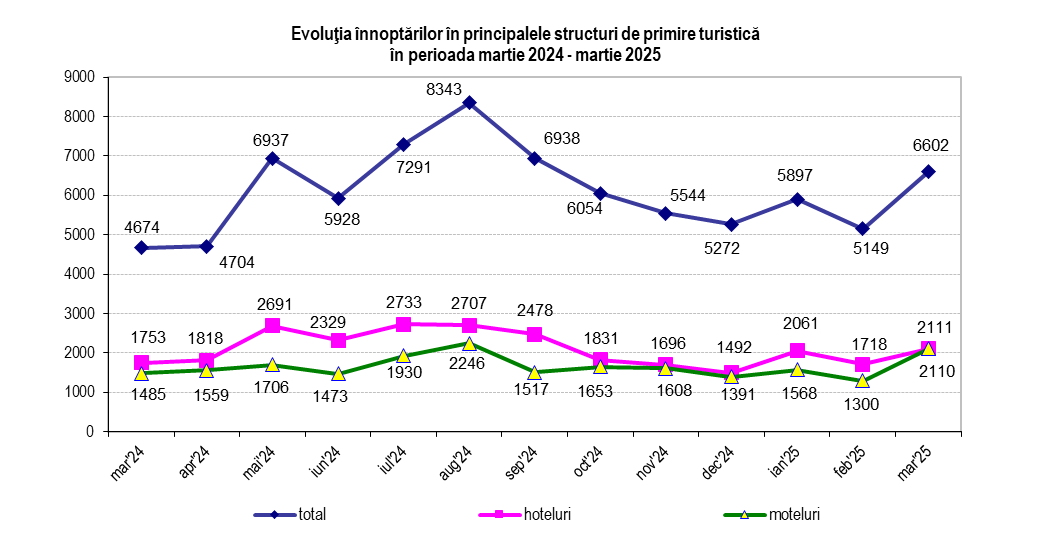 Evoluţia înnoptărilor în principalele structuri de primire turistică
în perioada martie 2024 - martie 2025
9000
8000
7000
6000
5000
4000
3000
2000
1000
0
4674
4704
6937
5928
7291
8343
6938
6054
5544
5272
5897
5149
6602
1753
1818
2691
2329
2733
2707
2478
1831
1696
1492
2061
1718
2111
1485
1559
1706
1473
1930
2246
1517
1653
1608
1391
1568
1300
2110
mar'24
apr'24
mai'24
iun'24
iul'24
aug'24
sep'24
oct'24
nov'24
dec'24
ian'25
feb'25
mar'25
total
hoteluri
moteluri